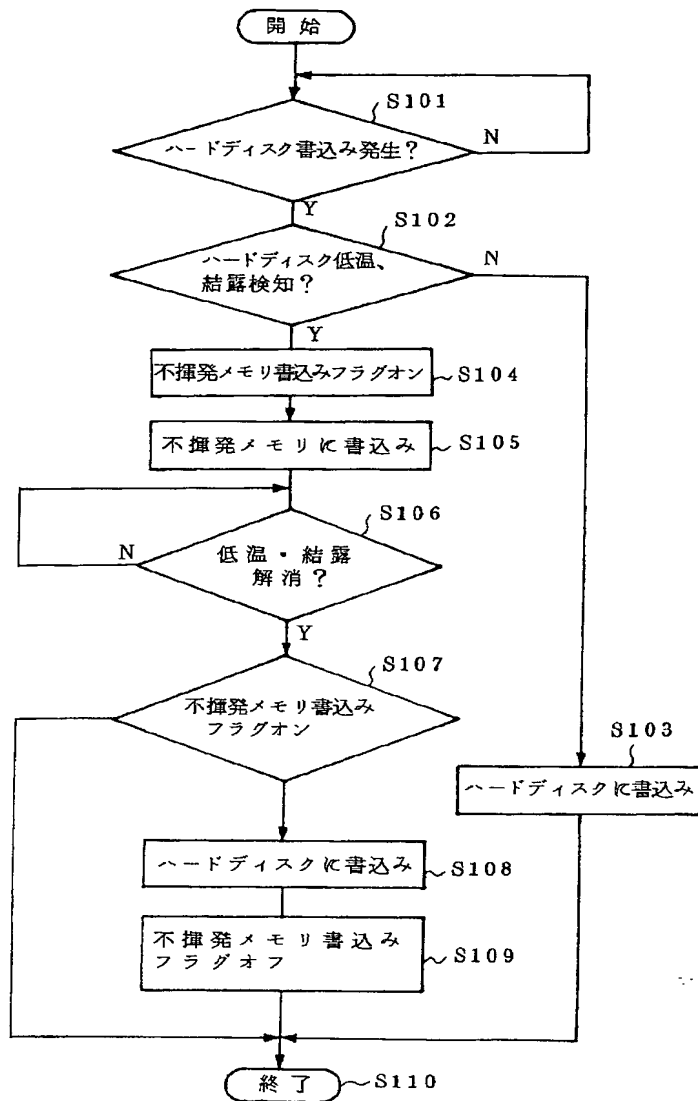 開始
S101
ハードディスク書込み発生?
N
Y
S102
ハードディスク低温、
結露検知?
N
Y
不揮発メモリ書込みフラグオン
S104
不揮発メモリに書込み
S105
S106
低温・結露
解消?
N
Y
S107
不揮発メモリ書込み
フラグオン
S103
ハードディスクに書込み
ハードディスクに書込み
S108
不揮発メモリ書込み
フラグオフ
S109
終了
S110